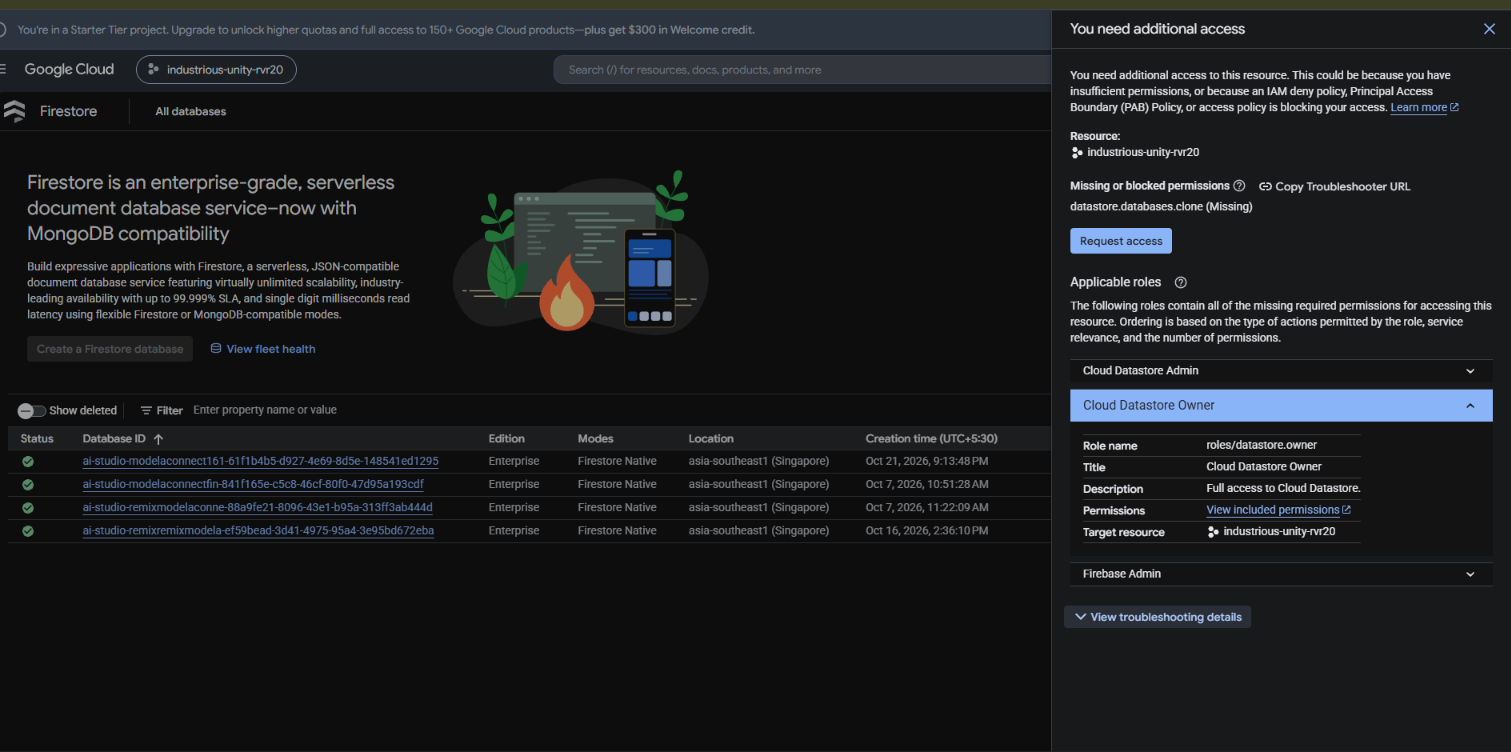 You're in a Starter Tier project. Upgrade to unlock higher quotas and full access to 150+ Google Cloud products—plus get $300 in Welcome credit.
Google Cloud
industrious-unity-rvr20
Search (/) for resources, docs, products, and more
Firestore
All databases
Firestore is an enterprise-grade, serverless
document database service–now with
MongoDB compatibility
Build expressive applications with Firestore, a serverless, JSON-compatible
document database service featuring virtually unlimited scalability, industry-
leading availability with up to 99.999% SLA, and single digit milliseconds read
latency using flexible Firestore or MongoDB-compatible modes.
Create a Firestore database
View fleet health
Show deleted
Filter
Enter property name or value
Status Database ID Edition Modes Location Creation time (UTC+5:30)
ai-studio-modelaconnect161-61f1b4b5-d927-4e69-8d5e-148541ed1295 Enterprise Firestore Native asia-southeast1 (Singapore) Oct 21, 2026, 9:13:48 PM
ai-studio-modelaconnectfin-841f165e-c5c8-46cf-80f0-47d95a193cdf Enterprise Firestore Native asia-southeast1 (Singapore) Oct 7, 2026, 10:51:28 AM
ai-studio-remixmodelaconne-88a9fe21-8096-43e1-b95a-313ff3ab444d Enterprise Firestore Native asia-southeast1 (Singapore) Oct 7, 2026, 11:22:09 AM
ai-studio-remixremixmodela-ef59bead-3d41-4975-95a4-3e95bd672eba Enterprise Firestore Native asia-southeast1 (Singapore) Oct 16, 2026, 2:36:10 PM
You need additional access
You need additional access to this resource. This could be because you have
insufficient permissions, or because an IAM deny policy, Principal Access
Boundary (PAB) Policy, or access policy is blocking your access. Learn more
Resource:
industrious-unity-rvr20
Missing or blocked permissions Copy Troubleshooter URL
datastore.databases.clone (Missing)
Request access
Applicable roles
The following roles contain all of the missing required permissions for accessing this
resource. Ordering is based on the type of actions permitted by the role, service
relevance, and the number of permissions.
Cloud Datastore Admin
Cloud Datastore Owner
Role name roles/datastore.owner
Title Cloud Datastore Owner
Description Full access to Cloud Datastore.
Permissions View included permissions
Target resource industrious-unity-rvr20
Firebase Admin
View troubleshooting details